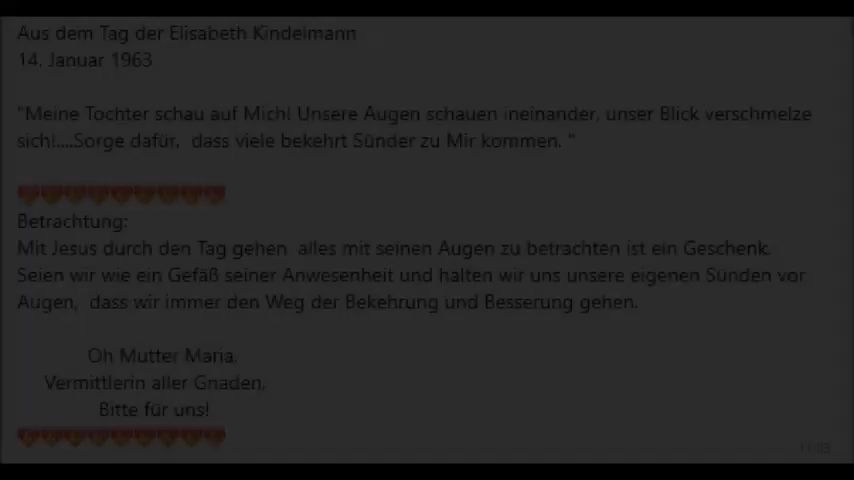 Aus dem Tag der Elisabeth Kindelmann
14. Januar 1963
"Meine Tochter schau auf Mich! Unsere Augen schauen ineinander, unser Blick verschmelze
sich!....Sorge dafür, dass viele bekehrt Sünder zu Mir kommen. "
Betrachtung:
Mit Jesus durch den Tag gehen alles mit seinen Augen zu betrachten ist ein Geschenk.
Seien wir wie ein Gefäß seiner Anwesenheit und halten wir uns unsere eigenen Sünden vor
Augen, dass wir immer den Weg der Bekehrung und Besserung gehen.
Oh Mutter Maria,
Vermittlerin aller Gnaden,
Bitte für uns!